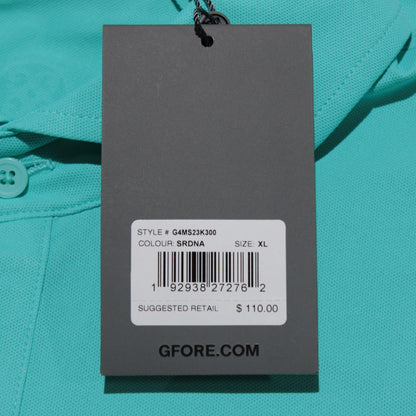 STYLE # G4MS23K300
COLOUR: SRDNA SIZE: XL
1 92938 27276 2
SUGGESTED RETAIL $ 110.00
GFORE.COM